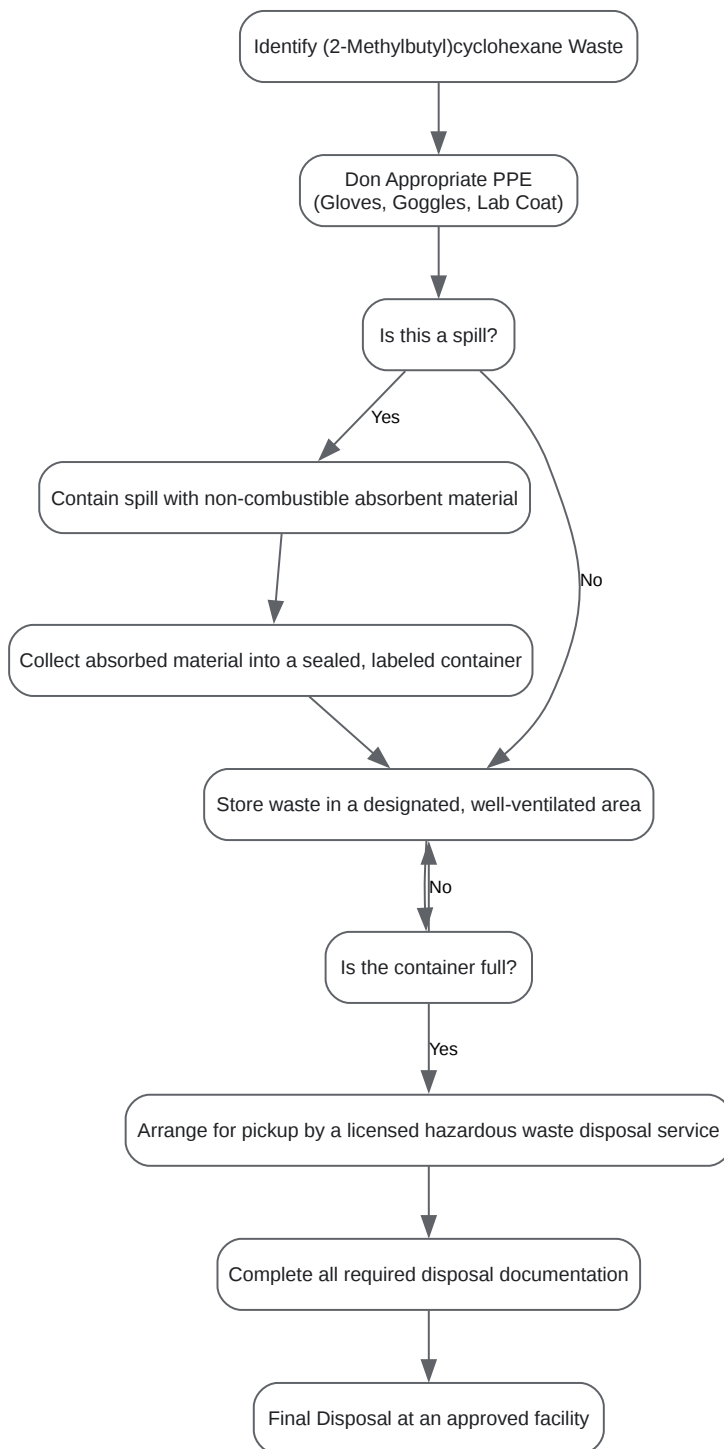 Identify (2-Methylbutyl)cyclohexane Waste
Don Appropriate PPE
(Gloves, Goggles, Lab Coat)
Is this a spill?
Yes
Contain spill with non-combustible absorbent material
No
Collect absorbed material into a sealed, labeled container
Store waste in a designated, well-ventilated area
No
Is the container full?
Yes
Arrange for pickup by a licensed hazardous waste disposal service
Complete all required disposal documentation
Final Disposal at an approved facility